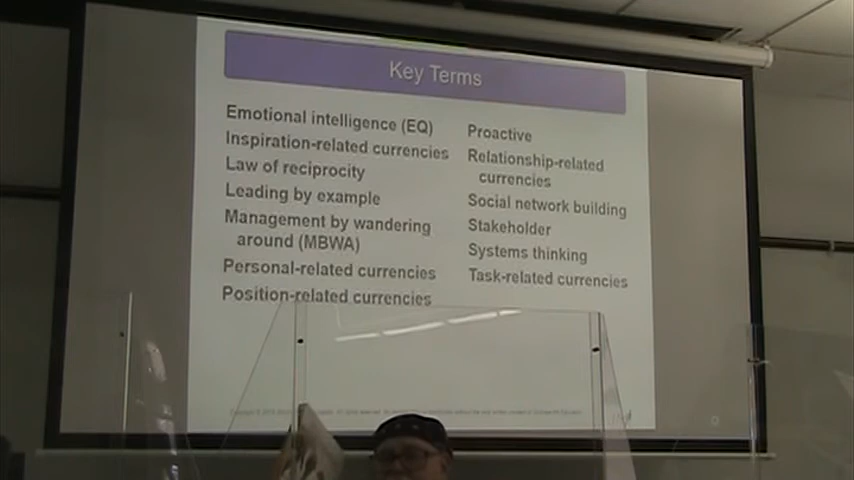 Key Terms
Emotional intelligence (EQ)
Inspiration-related currencies
Law of reciprocity
Leading by example
Management by wandering
around (MBWA)
Personal-related currencies
Position-related currencies
Proactive
Relationship-related
currencies
Social network building
Stakeholder
Systems thinking
Task-related currencies